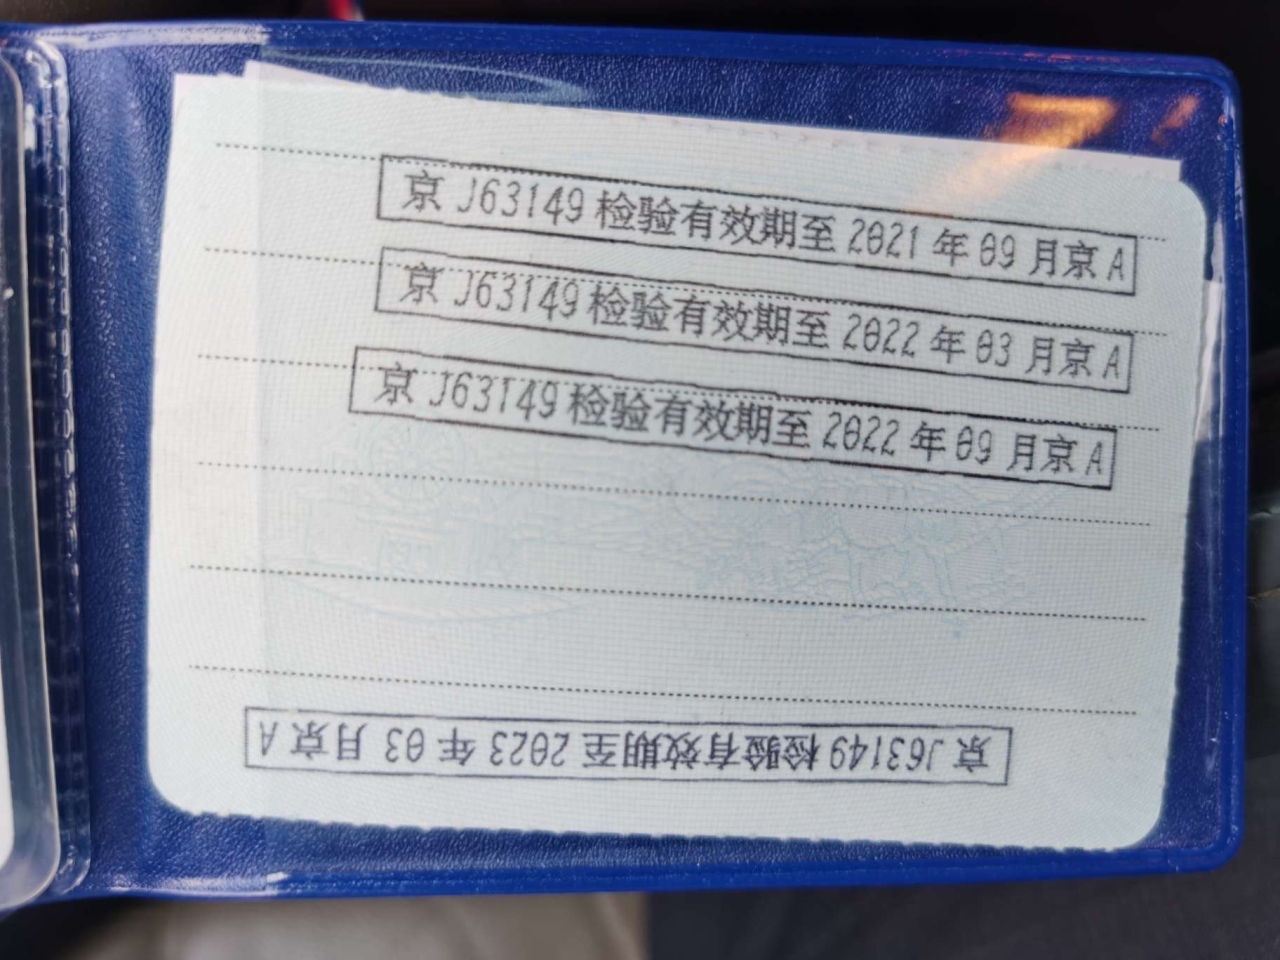 京 J63149 检验有效期至 2021 年 09 月京 A
京 J63149 检验有效期至 2022 年 03 月京 A
京 J63149 检验有效期至 2022 年 09 月京 A
京 J63149 检验有效期至 2023 年 03 月京 A